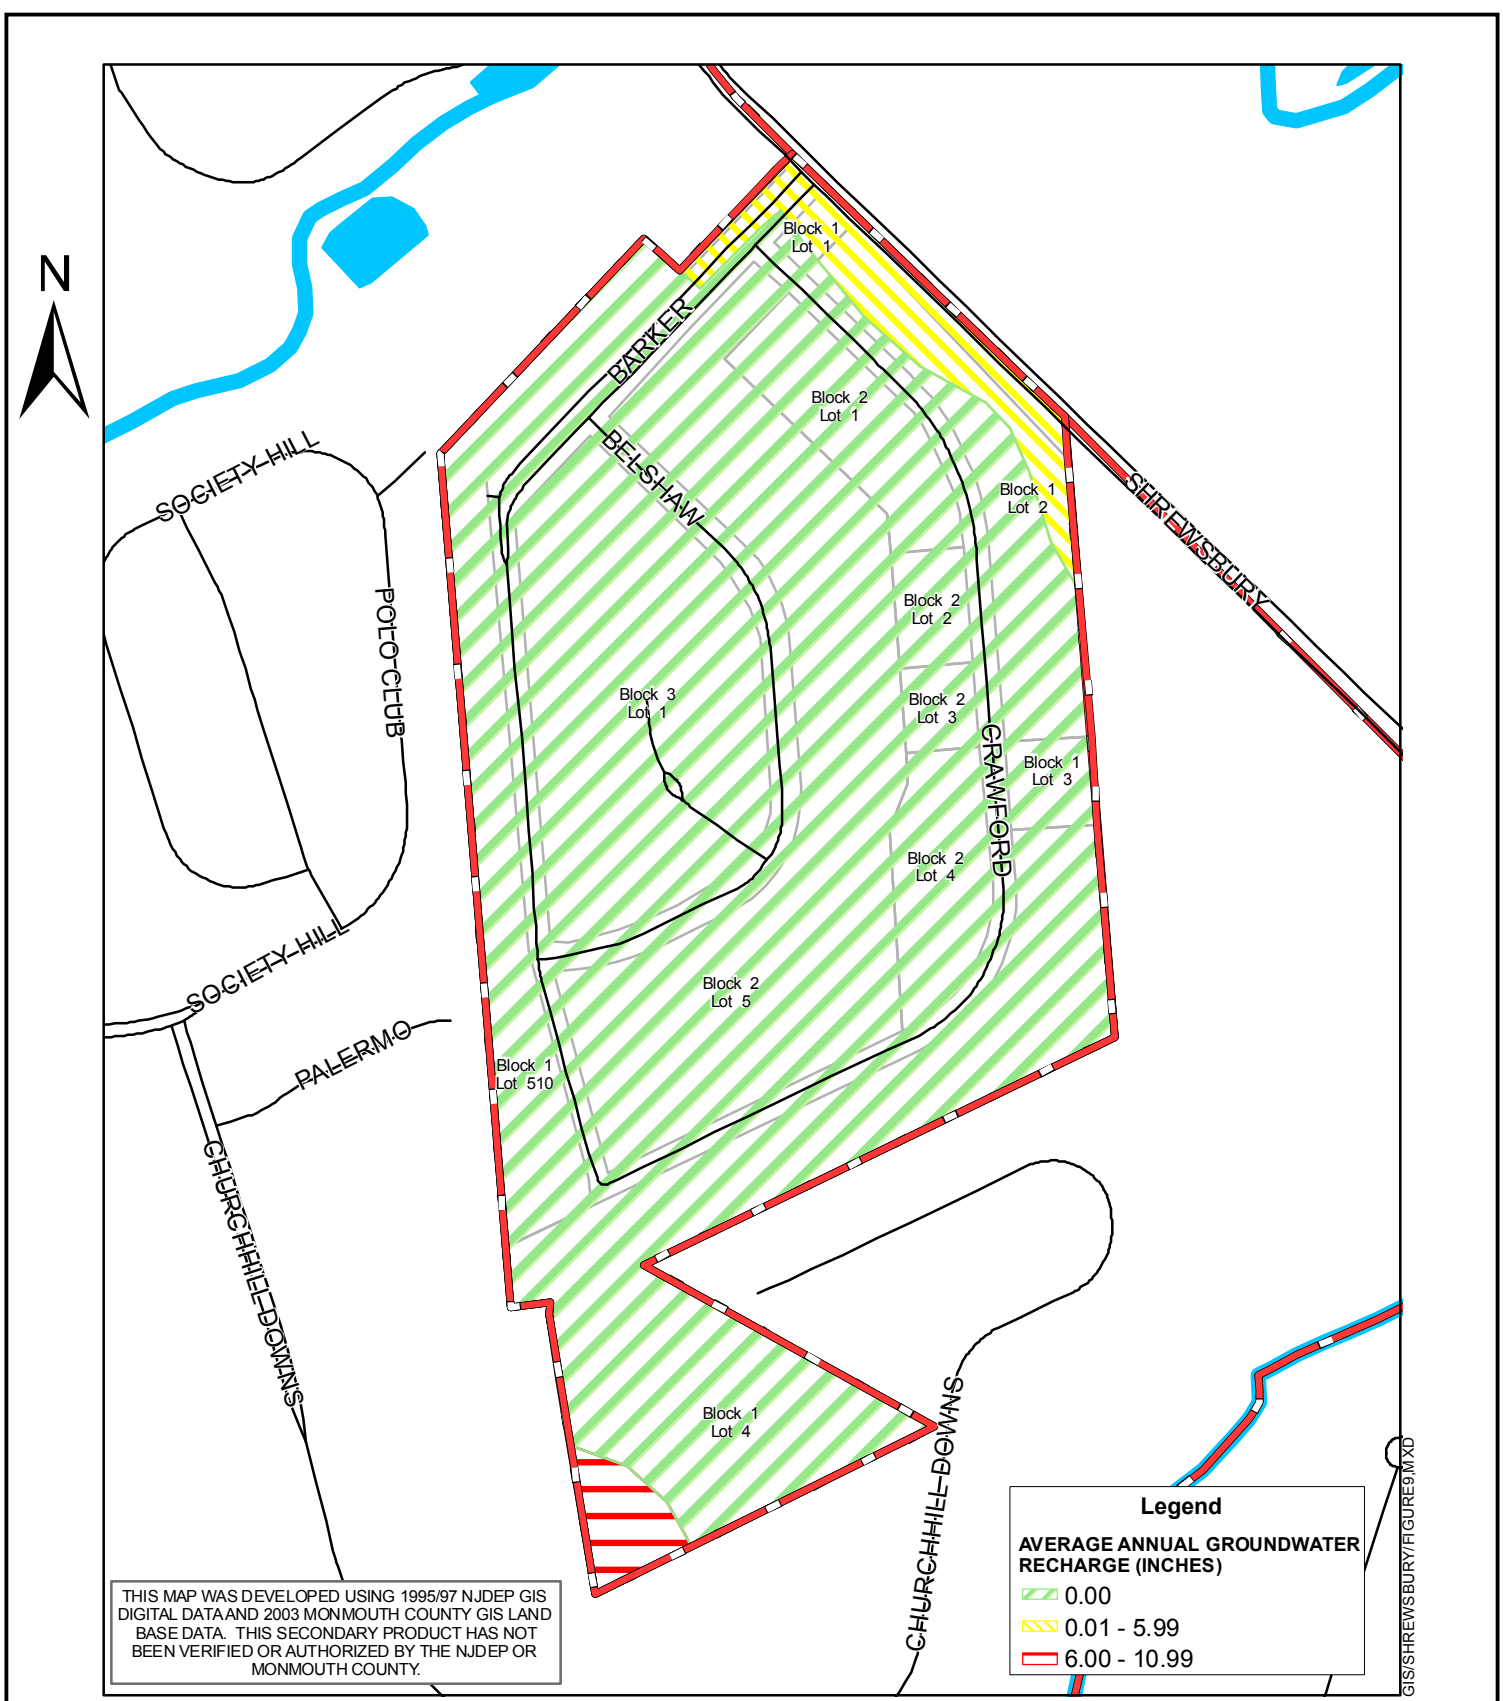 N
Block 1
Lot 1
BARKER
Block 2
Lot 1
BELSHAW
SOCIETY HILL
Block 1
Lot 2
SHREWSBURY
POLO CLUB
Block 2
Lot 2
Block 3
Lot 1
Block 2
Lot 3
CRAWFORD
Block 1
Lot 3
Block 2
Lot 4
SOCIETY HILL
Block 2
Lot 5
PALERMO
Block 1
Lot 510
CHURCHHILL DOWNS
Block 1
Lot 4
CHURCHHILL DOWNS
Legend
AVERAGE ANNUAL GROUNDWATER
RECHARGE (INCHES)
0.00
0.01 - 5.99
6.00 - 10.99
THIS MAP WAS DEVELOPED USING 1995/97 NJDEP GIS
DIGITAL DATA AND 2003 MONMOUTH COUNTY GIS LAND
BASE DATA. THIS SECONDARY PRODUCT HAS NOT
BEEN VERIFIED OR AUTHORIZED BY THE NJDEP OR
MONMOUTH COUNTY.
GIS/SHREWSBURY/FIGURE9.MXD